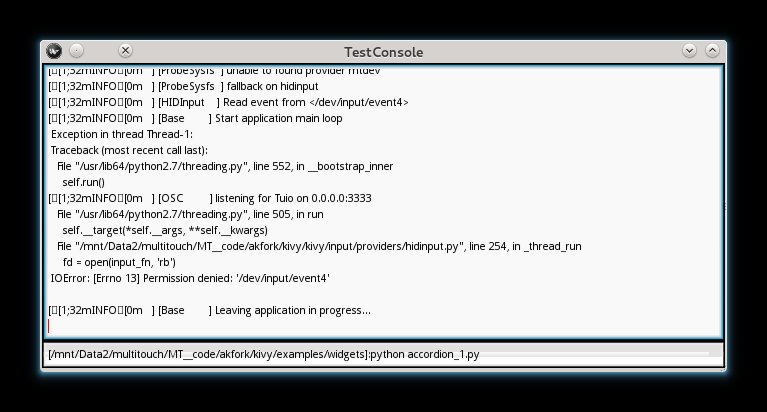 TestConsole
[□[1;32mINFO□[0m ] [ProbeSysfs ] unable to found provider mtdev
[□[1;32mINFO□[0m ] [ProbeSysfs ] fallback on hidinput
[□[1;32mINFO□[0m ] [HIDInput ] Read event from </dev/input/event4>
[□[1;32mINFO□[0m ] [Base ] Start application main loop
Exception in thread Thread-1:
Traceback (most recent call last):
File "/usr/lib64/python2.7/threading.py", line 552, in __bootstrap_inner
self.run()
[□[1;32mINFO□[0m ] [OSC ] listening for Tuio on 0.0.0.0:3333
File "/usr/lib64/python2.7/threading.py", line 505, in run
self.__target(*self.__args, **self.__kwargs)
File "/mnt/Data2/multitouch/MT__code/akfork/kivy/kivy/input/providers/hidinput.py", line 254, in _thread_run
fd = open(input_fn, 'rb')
IOError: [Errno 13] Permission denied: '/dev/input/event4'
[□[1;32mINFO□[0m ] [Base ] Leaving application in progress...
[/mnt/Data2/multitouch/MT__code/akfork/kivy/examples/widgets]:python accordion_1.py